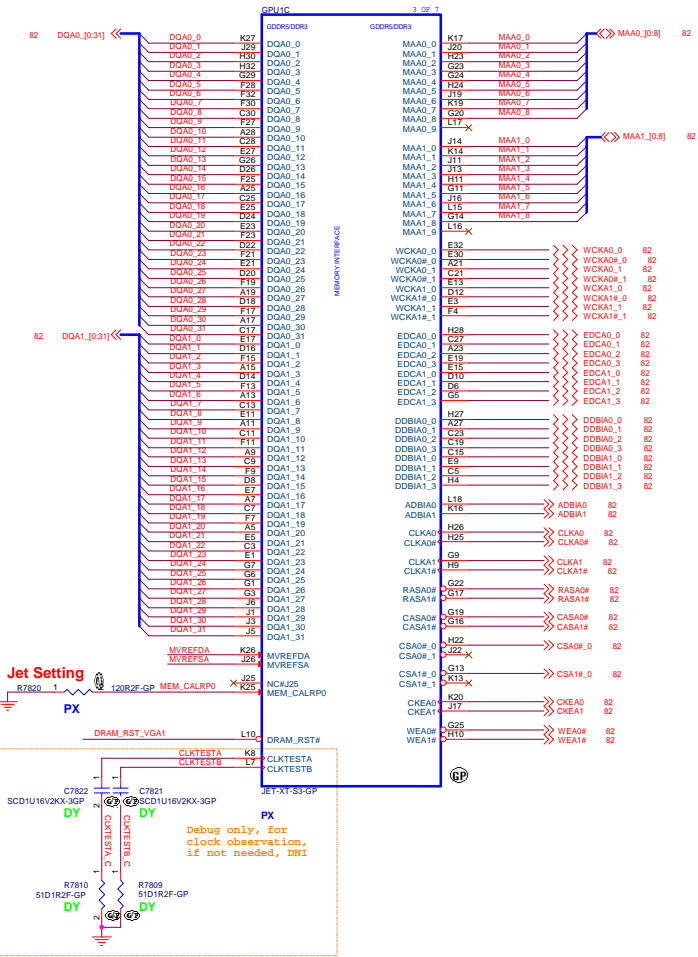 GPU1C 3 OF 7
GDDR5/DDR3 GDDR5/DDR3
82 DQA0_[0:31]
DQA0_0 K27 DQA0_0
DQA0_1 J29 DQA0_1
DQA0_2 H30 DQA0_2
DQA0_3 H32 DQA0_3
DQA0_4 G29 DQA0_4
DQA0_5 F28 DQA0_5
DQA0_6 F32 DQA0_6
DQA0_7 F30 DQA0_7
DQA0_8 C30 DQA0_8
DQA0_9 F27 DQA0_9
DQA0_10 A28 DQA0_10
DQA0_11 C28 DQA0_11
DQA0_12 E27 DQA0_12
DQA0_13 G26 DQA0_13
DQA0_14 D26 DQA0_14
DQA0_15 F25 DQA0_15
DQA0_16 A25 DQA0_16
DQA0_17 C25 DQA0_17
DQA0_18 E25 DQA0_18
DQA0_19 D24 DQA0_19
DQA0_20 E23 DQA0_20
DQA0_21 F23 DQA0_21
DQA0_22 D22 DQA0_22
DQA0_23 F21 DQA0_23
DQA0_24 E21 DQA0_24
DQA0_25 D20 DQA0_25
DQA0_26 F19 DQA0_26
DQA0_27 A19 DQA0_27
DQA0_28 D18 DQA0_28
DQA0_29 F17 DQA0_29
DQA0_30 A17 DQA0_30
DQA0_31 C17 DQA0_31
82 DQA1_[0:31]
DQA1_0 E17 DQA1_0
DQA1_1 D16 DQA1_1
DQA1_2 F15 DQA1_2
DQA1_3 A15 DQA1_3
DQA1_4 D14 DQA1_4
DQA1_5 F13 DQA1_5
DQA1_6 A13 DQA1_6
DQA1_7 C13 DQA1_7
DQA1_8 E11 DQA1_8
DQA1_9 A11 DQA1_9
DQA1_10 C11 DQA1_10
DQA1_11 F11 DQA1_11
DQA1_12 A9 DQA1_12
DQA1_13 C9 DQA1_13
DQA1_14 F9 DQA1_14
DQA1_15 D8 DQA1_15
DQA1_16 E7 DQA1_16
DQA1_17 A7 DQA1_17
DQA1_18 C7 DQA1_18
DQA1_19 F7 DQA1_19
DQA1_20 A5 DQA1_20
DQA1_21 E5 DQA1_21
DQA1_22 C3 DQA1_22
DQA1_23 E1 DQA1_23
DQA1_24 G7 DQA1_24
DQA1_25 G6 DQA1_25
DQA1_26 G1 DQA1_26
DQA1_27 G3 DQA1_27
DQA1_28 J6 DQA1_28
DQA1_29 J1 DQA1_29
DQA1_30 J3 DQA1_30
DQA1_31 J5 DQA1_31
MVREFDA K26 MVREFDA
MVREFSA J26 MVREFSA
J25 NC#J25
MEM_CALRP0 K25 MEM_CALRP0
Jet Setting
R7820 1 2 120R2F-GP
PX
DRAM_RST_VGA1 L10 DRAM_RST#
CLKTESTA K8 CLKTESTA
CLKTESTB L7 CLKTESTB
MEMORY INTERFACE
MAA0_0 K17 MAA0_0
MAA0_1 J20 MAA0_1
MAA0_2 H23 MAA0_2
MAA0_3 G23 MAA0_3
MAA0_4 G24 MAA0_4
MAA0_5 H24 MAA0_5
MAA0_6 J19 MAA0_6
MAA0_7 K19 MAA0_7
MAA0_8 G20 MAA0_8
MAA0_9 L17
MAA0_[0:8] 82
MAA1_0 J14 MAA1_0
MAA1_1 K14 MAA1_1
MAA1_2 J11 MAA1_2
MAA1_3 J13 MAA1_3
MAA1_4 H11 MAA1_4
MAA1_5 G11 MAA1_5
MAA1_6 J16 MAA1_6
MAA1_7 L15 MAA1_7
MAA1_8 G14 MAA1_8
MAA1_9 L16
MAA1_[0:8] 82
WCKA0_0 E32 WCKA0_0 82
WCKA0#_0 E30 WCKA0#_0 82
WCKA0_1 A21 WCKA0_1 82
WCKA0#_1 C21 WCKA0#_1 82
WCKA1_0 E13 WCKA1_0 82
WCKA1#_0 D12 WCKA1#_0 82
WCKA1_1 E3 WCKA1_1 82
WCKA1#_1 F4 WCKA1#_1 82
EDCA0_0 H28 EDCA0_0 82
EDCA0_1 C27 EDCA0_1 82
EDCA0_2 A23 EDCA0_2 82
EDCA0_3 E19 EDCA0_3 82
EDCA1_0 E15 EDCA1_0 82
EDCA1_1 D10 EDCA1_1 82
EDCA1_2 D6 EDCA1_2 82
EDCA1_3 G5 EDCA1_3 82
DDBIA0_0 H27 DDBIA0_0 82
DDBIA0_1 A27 DDBIA0_1 82
DDBIA0_2 C23 DDBIA0_2 82
DDBIA0_3 C19 DDBIA0_3 82
DDBIA1_0 C15 DDBIA1_0 82
DDBIA1_1 E9 DDBIA1_1 82
DDBIA1_2 C5 DDBIA1_2 82
DDBIA1_3 H4 DDBIA1_3 82
ADBIA0 L18 ADBIA0 82
ADBIA1 K16 ADBIA1 82
CLKA0 H26 CLKA0 82
CLKA0# H25 CLKA0# 82
CLKA1 G9 CLKA1 82
CLKA1# H9 CLKA1# 82
RASA0# G22 RASA0# 82
RASA1# G17 RASA1# 82
CASA0# G19 CASA0# 82
CASA1# G16 CASA1# 82
CSA0#_0 H22 CSA0#_0 82
CSA0#_1 J22
CSA1#_0 G13 CSA1#_0 82
CSA1#_1 K13
CKEA0 K20 CKEA0 82
CKEA1 J17 CKEA1 82
WEA0# G25 WEA0# 82
WEA1# H10 WEA1# 82
GP
JET-XT-S3-GP
PX
C7822 1 1 C7821
SCD1U16V2KX-3GP SCD1U16V2KX-3GP
DY 2 DY
CLKTESTA_C CLKTESTB_C
Debug only, for
clock observation,
if not needed, DNI
R7810 1 1 R7809
51D1R2F-GP 51D1R2F-GP
DY 2 DY